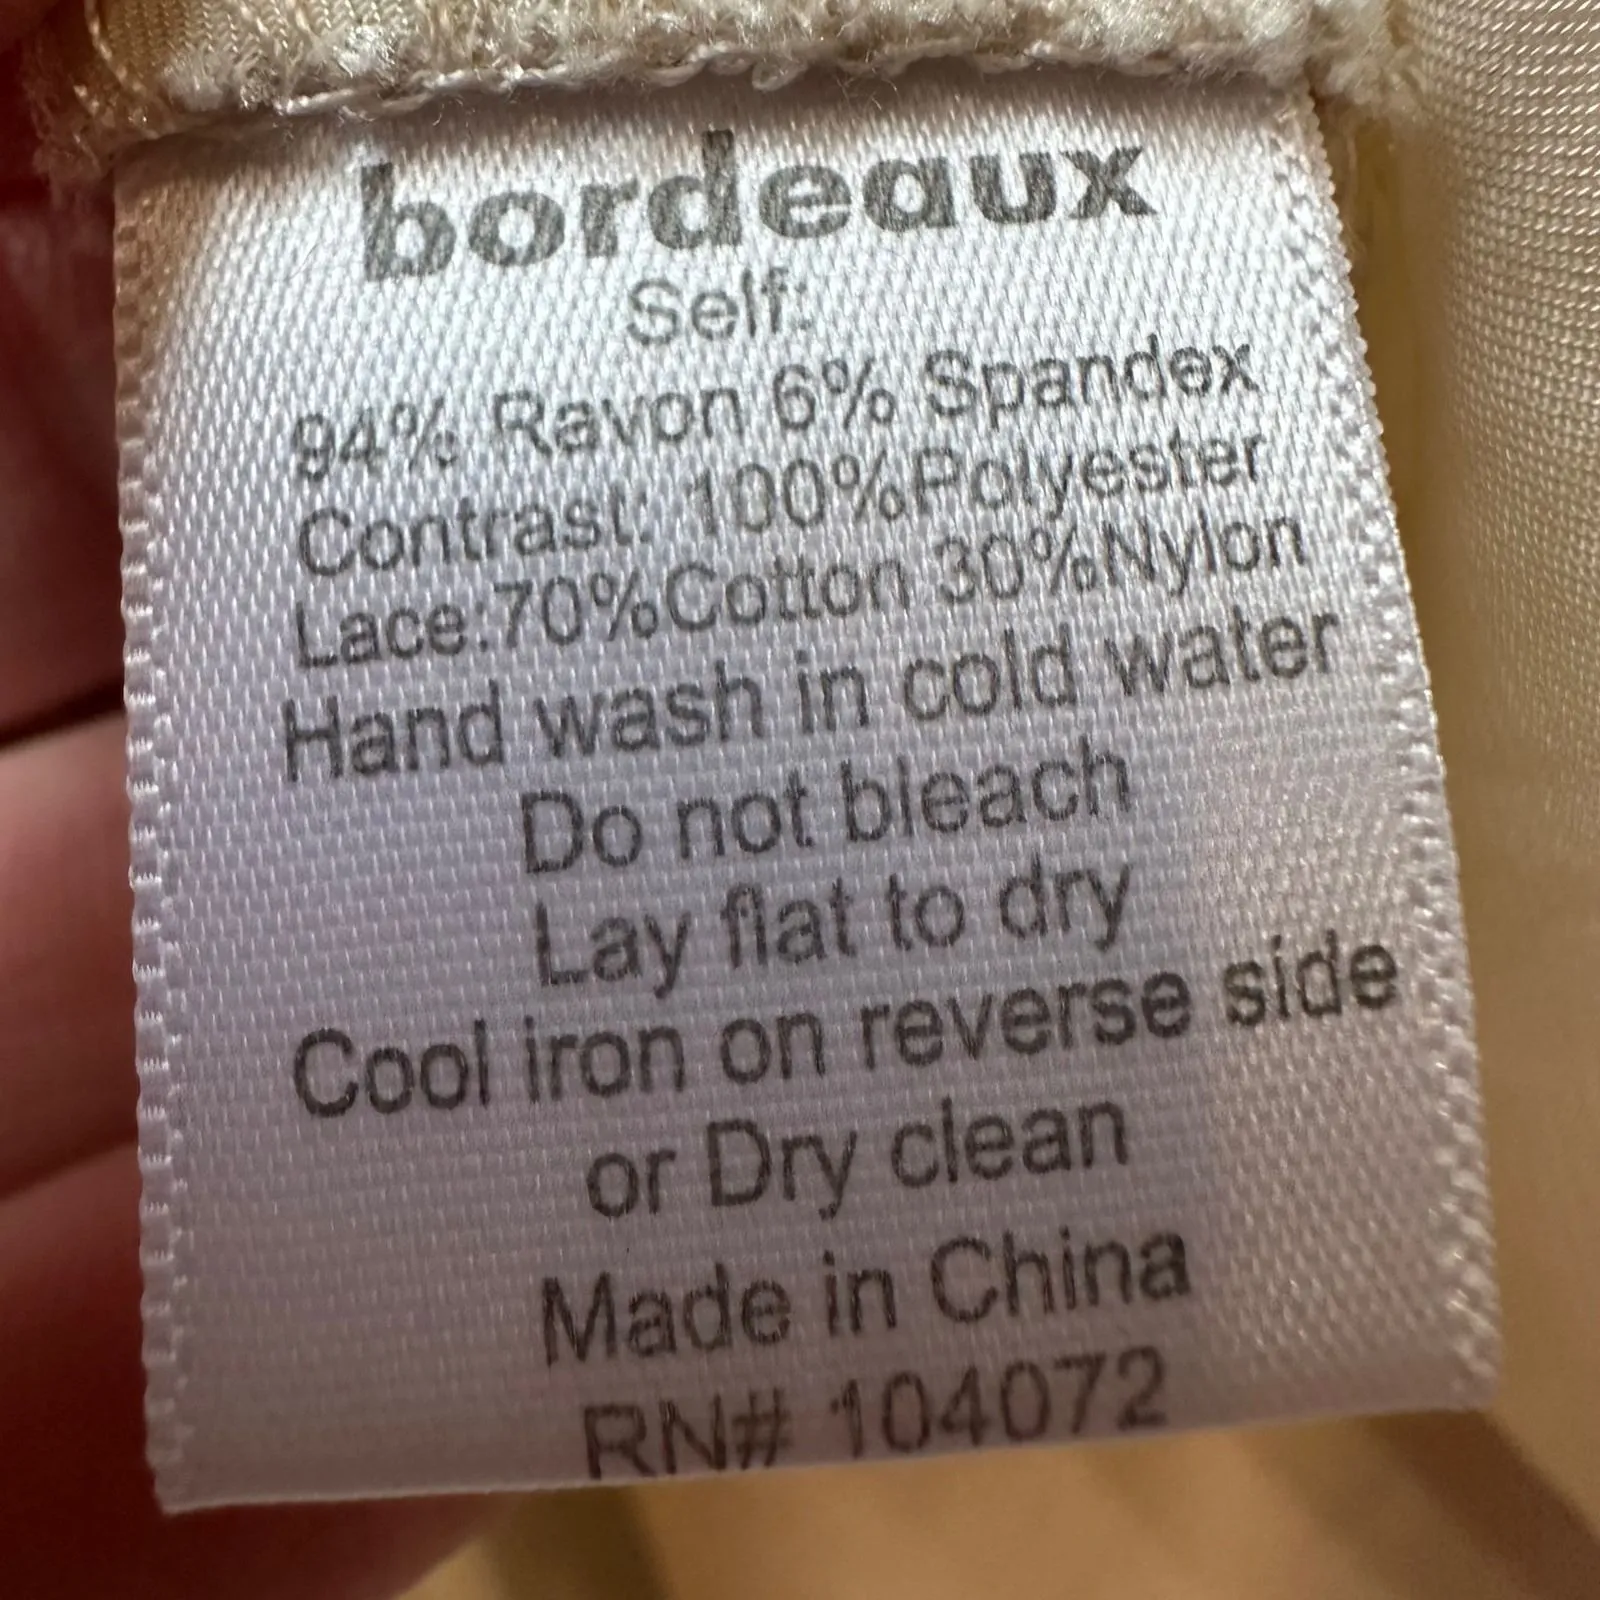 bordeaux
Self:
94% Rayon 6% Spandex
Contrast: 100%Polyester
Lace:70%Cotton 30%Nylon
Hand wash in cold water
Do not bleach
Lay flat to dry
Cool iron on reverse side
or Dry clean
Made in China
RN# 104072